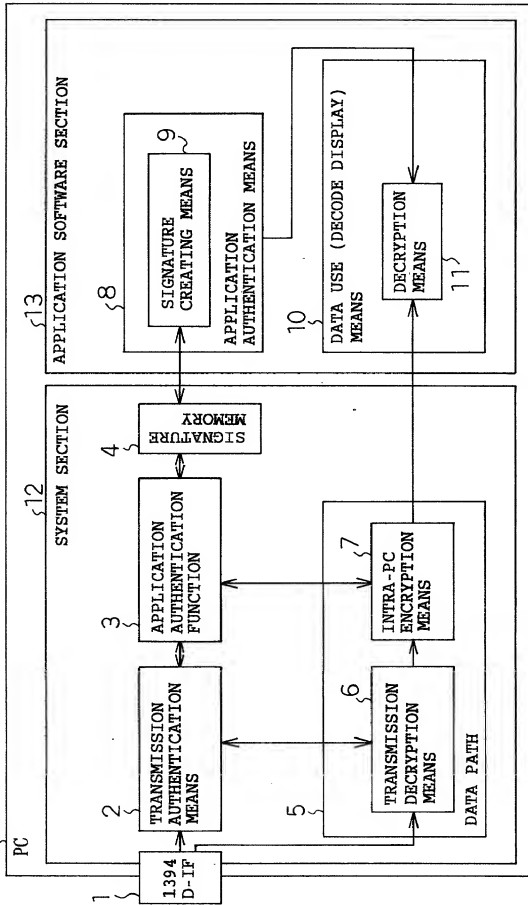 PC
12
SYSTEM SECTION
1
1394
D-IF
2
TRANSMISSION
AUTHENTICATION
MEANS
3
APPLICATION
AUTHENTICATION
FUNCTION
4
SIGNATURE
MEMORY
5
DATA PATH
6
TRANSMISSION
DECRYPTION
MEANS
7
INTRA-PC
ENCRYPTION
MEANS
13
APPLICATION SOFTWARE SECTION
8
9
SIGNATURE
CREATING MEANS
APPLICATION
AUTHENTICATION MEANS
10
DATA USE (DECODE DISPLAY)
MEANS
DECRYPTION
MEANS
11